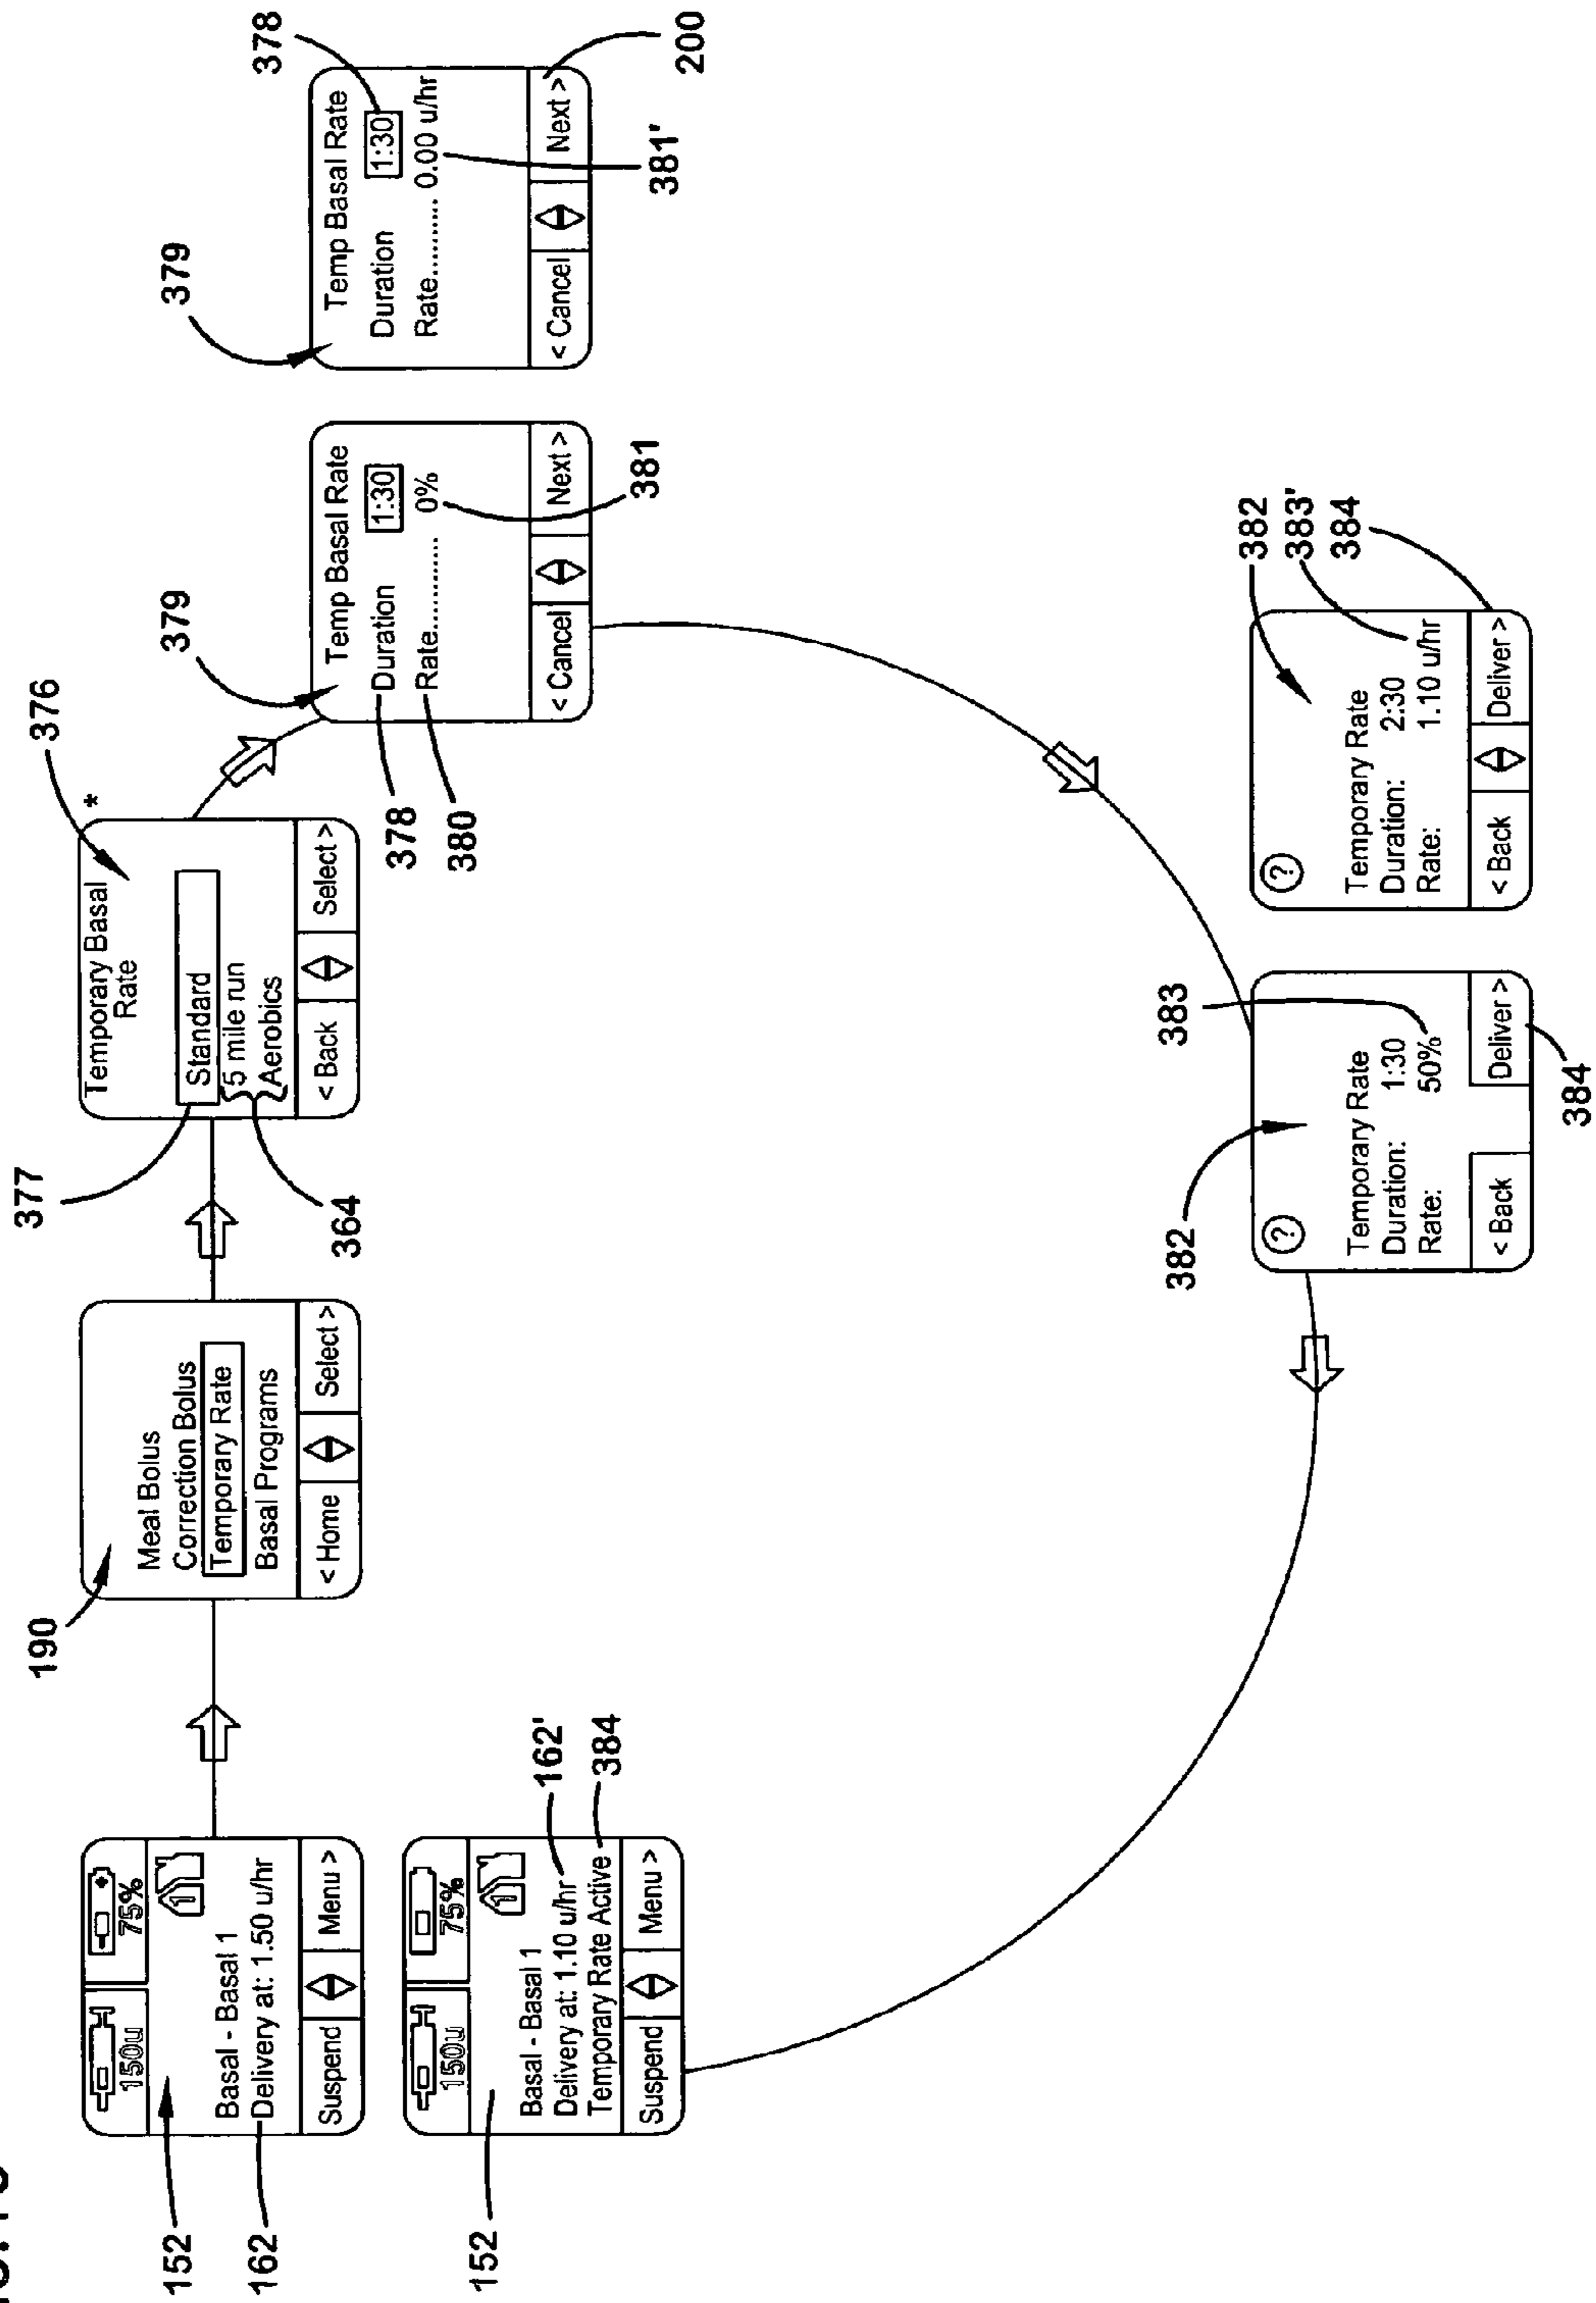 152
162
150u
75%
1
Basal - Basal 1
Delivery at: 1.50 u/hr
Suspend
Menu >
190
Meal Bolus
Correction Bolus
Temporary Rate
Basal Programs
< Home
Select >
377
364
376
*
Temporary Basal
Rate
Standard
5 mile run
Aerobics
< Back
Select >
379
378
380
Temp Basal Rate
Duration 1:30
Rate............ 0%
< Cancel
Next >
381
379
378
Temp Basal Rate
Duration 1:30
Rate.......... 0.00 u/hr
< Cancel
Next >
381'
200
152
150u
75%
1
Basal - Basal 1
Delivery at: 1.10 u/hr
Temporary Rate Active
Suspend
Menu >
162'
384
382
383
?
Temporary Rate
Duration: 1:30
Rate: 50%
< Back
Deliver >
384
?
Temporary Rate
Duration: 2:30
Rate: 1.10 u/hr
< Back
Deliver >
382
383'
384